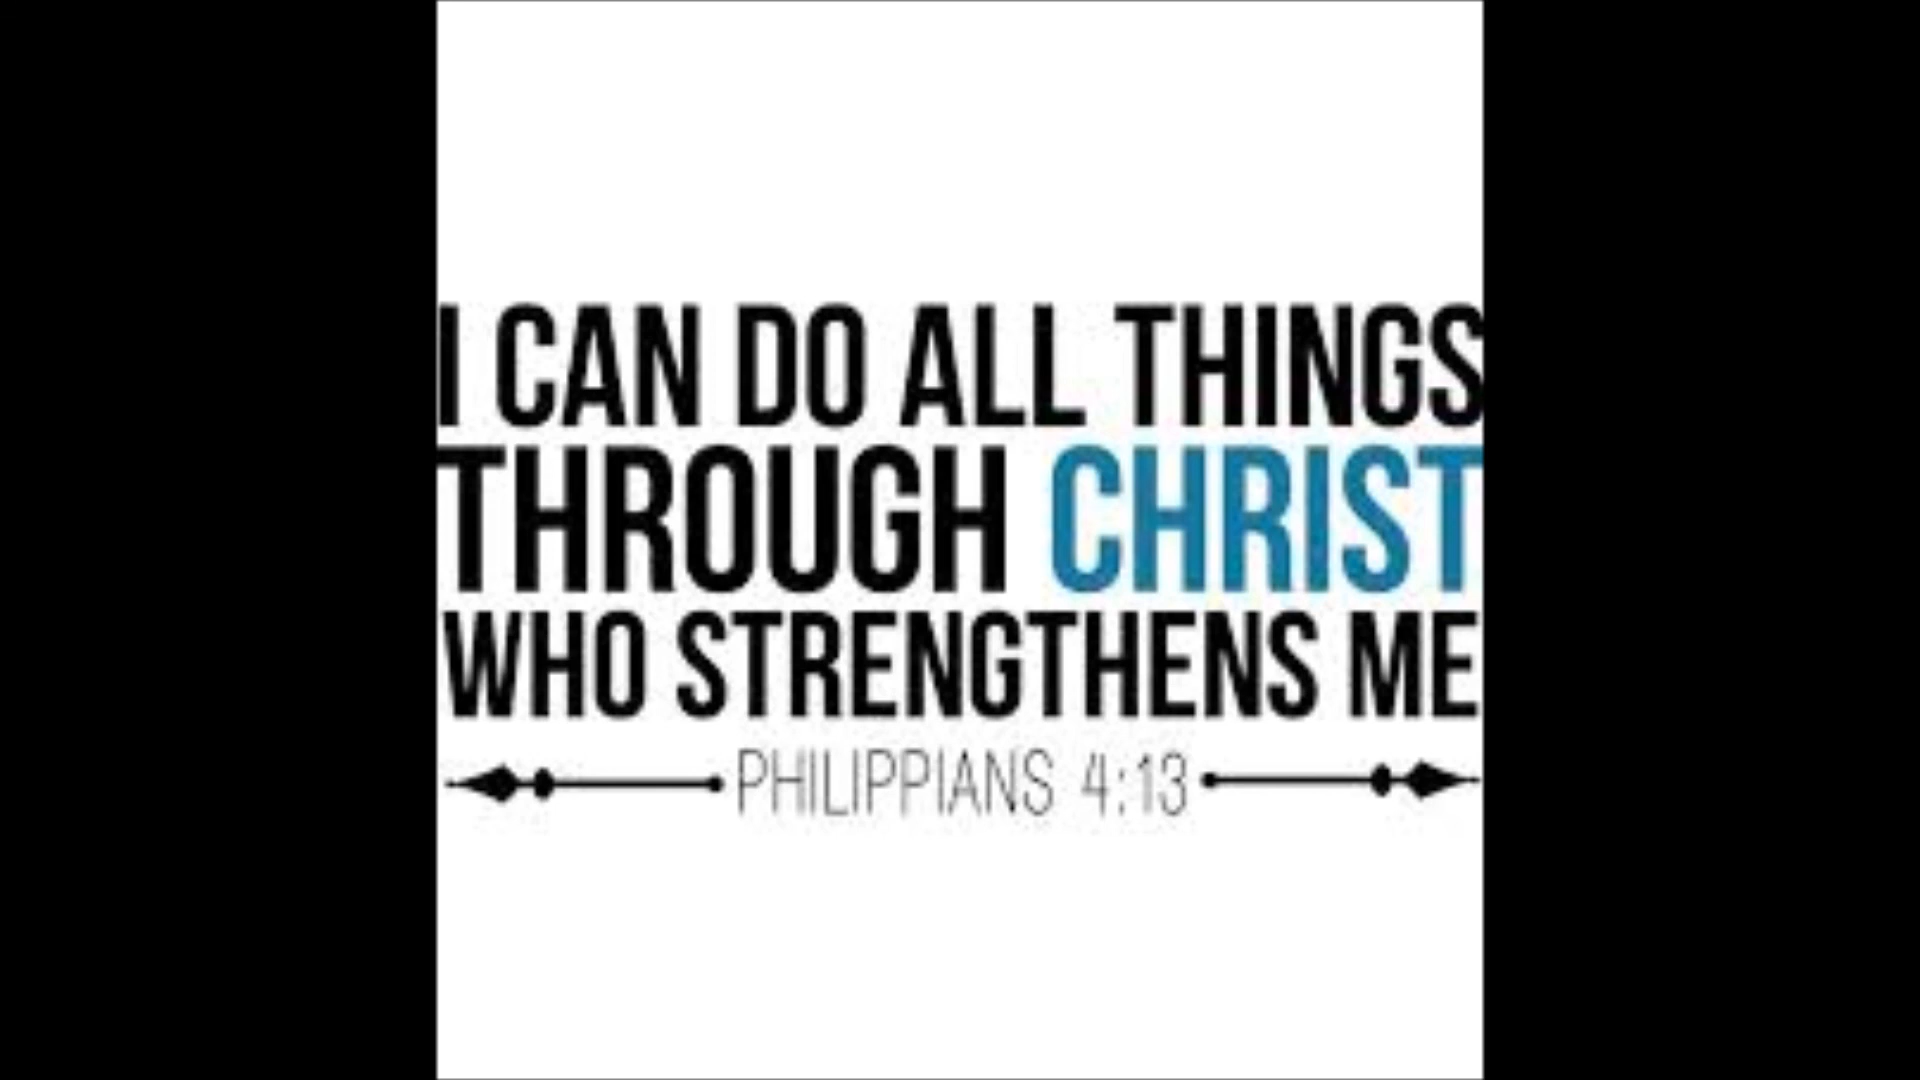 I CAN DO ALL THINGS
THROUGH CHRIST
WHO STRENGTHENS ME
PHILIPPIANS 4:13